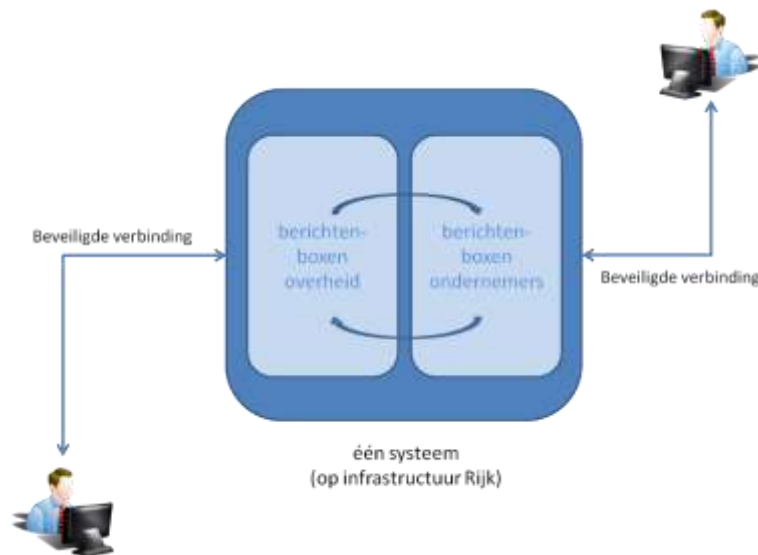 Beveiligde verbinding
berichten-
boxen
overheid
berichten-
boxen
ondernemers
Beveiligde verbinding
één systeem
(op infrastructuur Rijk)